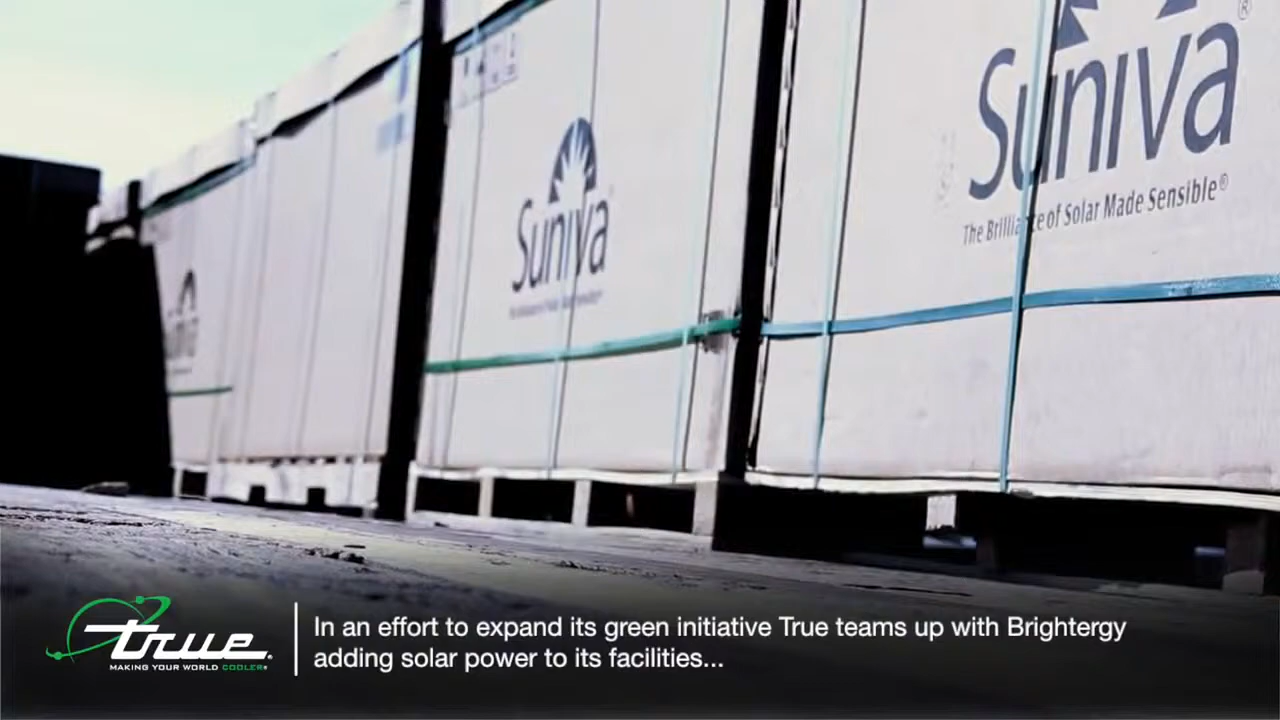 Suniva®
The Brilliance of Solar Made Sensible®
Suniva
true®
MAKING YOUR WORLD COOLER®
In an effort to expand its green initiative True teams up with Brightergy
adding solar power to its facilities...